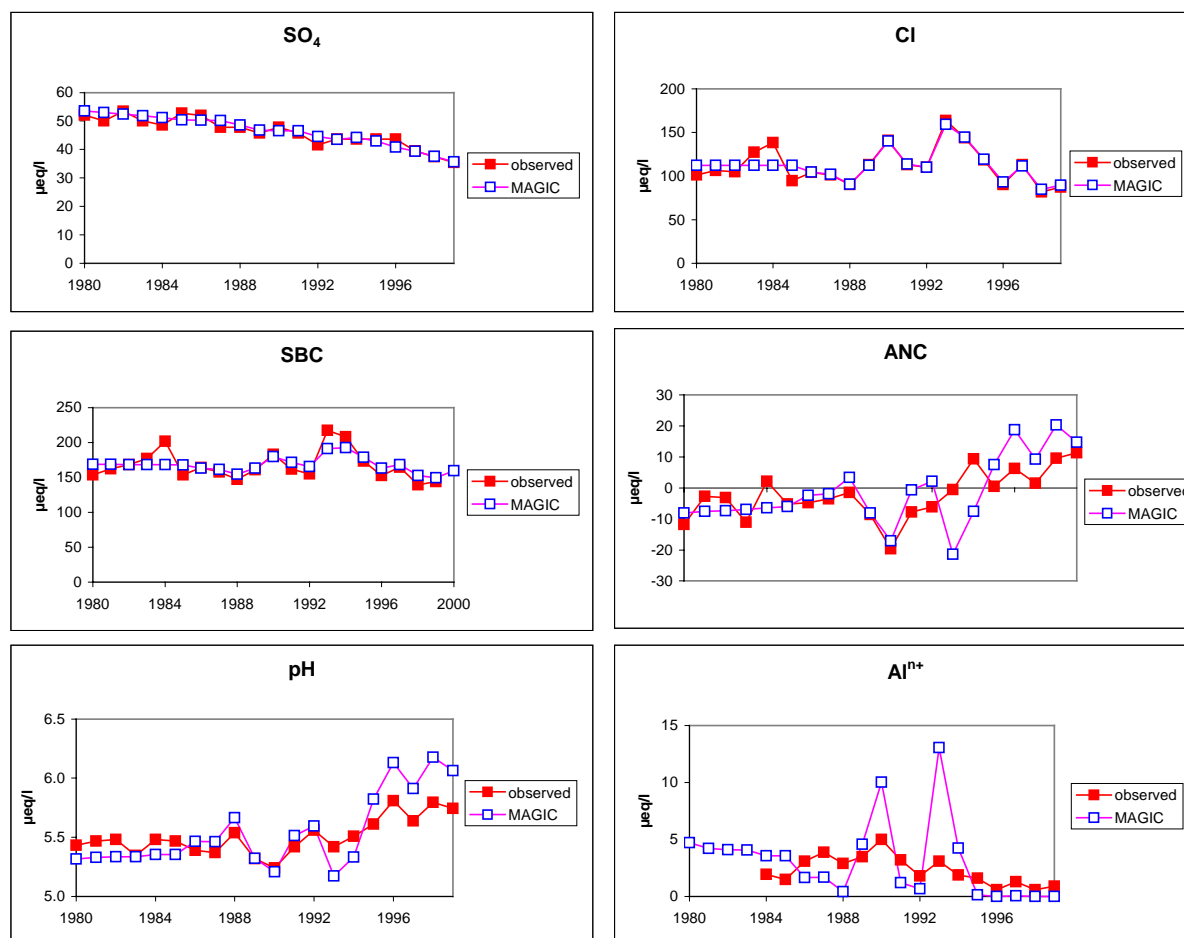 SO₄
µeq/l
60
50
40
30
20
10
0
1980 1984 1988 1992 1996
observed
MAGIC
Cl
µeq/l
200
150
100
50
0
1980 1984 1988 1992 1996
observed
MAGIC
SBC
µeq/l
250
200
150
100
50
0
1980 1984 1988 1992 1996 2000
observed
MAGIC
ANC
µeq/l
30
20
10
0
-10
-20
-30
observed
MAGIC
pH
µeq/l
6.5
6.0
5.5
5.0
1980 1984 1988 1992 1996
observed
MAGIC
Alⁿ⁺
µeq/l
15
10
5
0
1980 1984 1988 1992 1996
observed
MAGIC